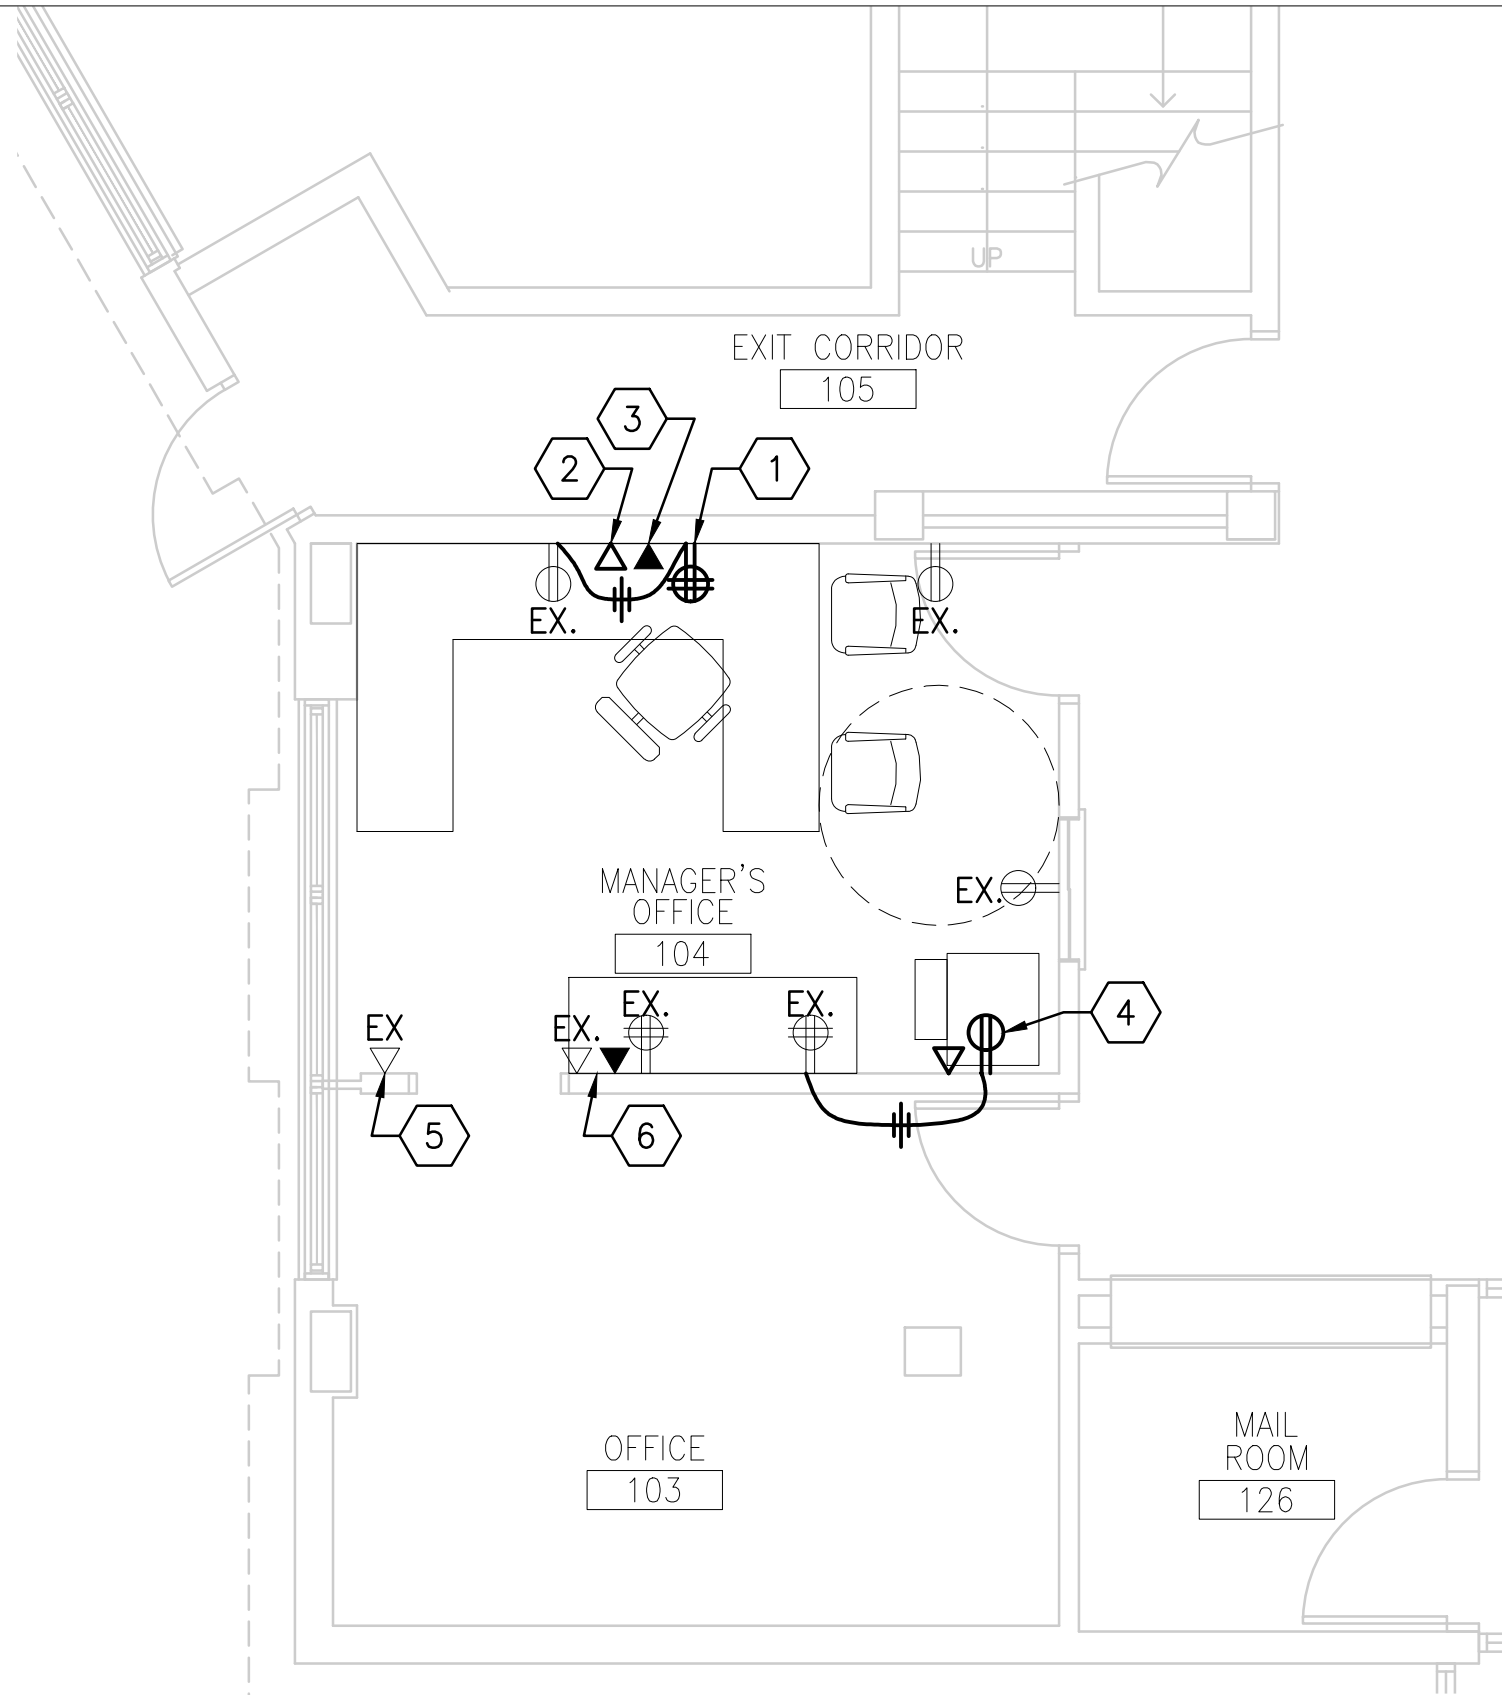 UP
EXIT CORRIDOR
105
3
2
1
EX.
EX.
MANAGER'S
OFFICE
104
EX.
EX.
EX.
EX
EX.
4
5
6
OFFICE
103
MAIL
ROOM
126